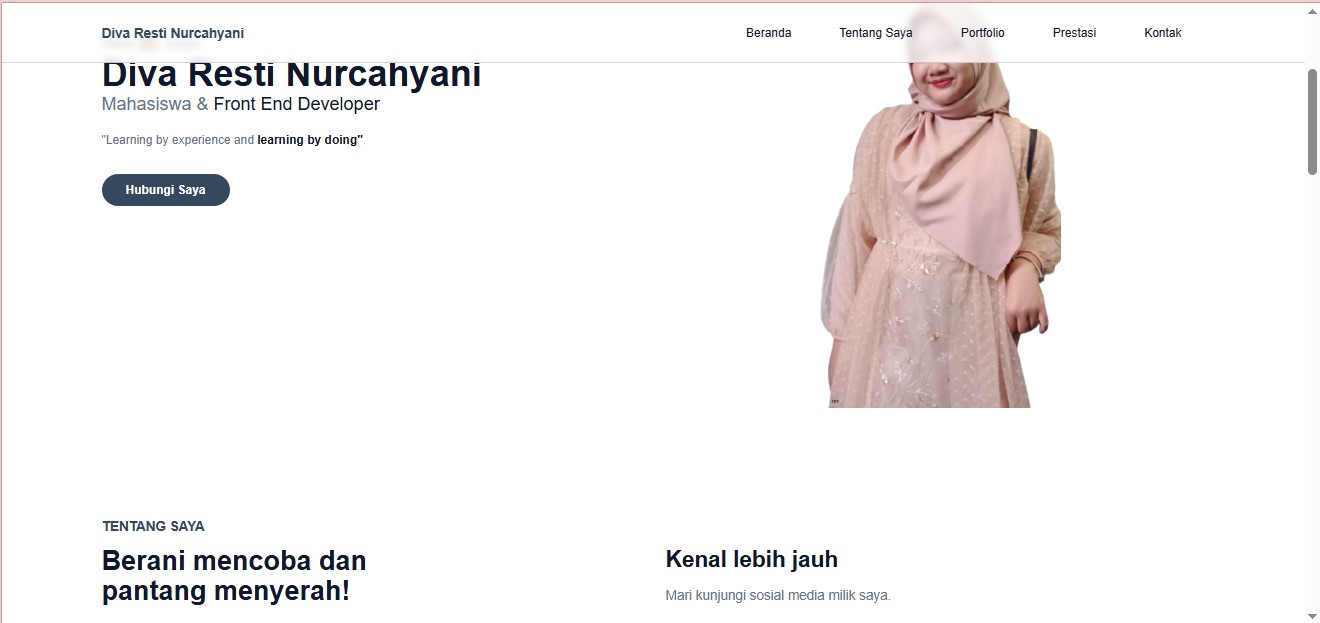 Diva Resti Nurcahyani
Beranda
Tentang Saya
Portfolio
Prestasi
Kontak
Diva Resti Nurcahyani
Mahasiswa & Front End Developer
"Learning by experience and learning by doing"
Hubungi Saya
TENTANG SAYA
Berani mencoba dan
pantang menyerah!
Kenal lebih jauh
Mari kunjungi sosial media milik saya.